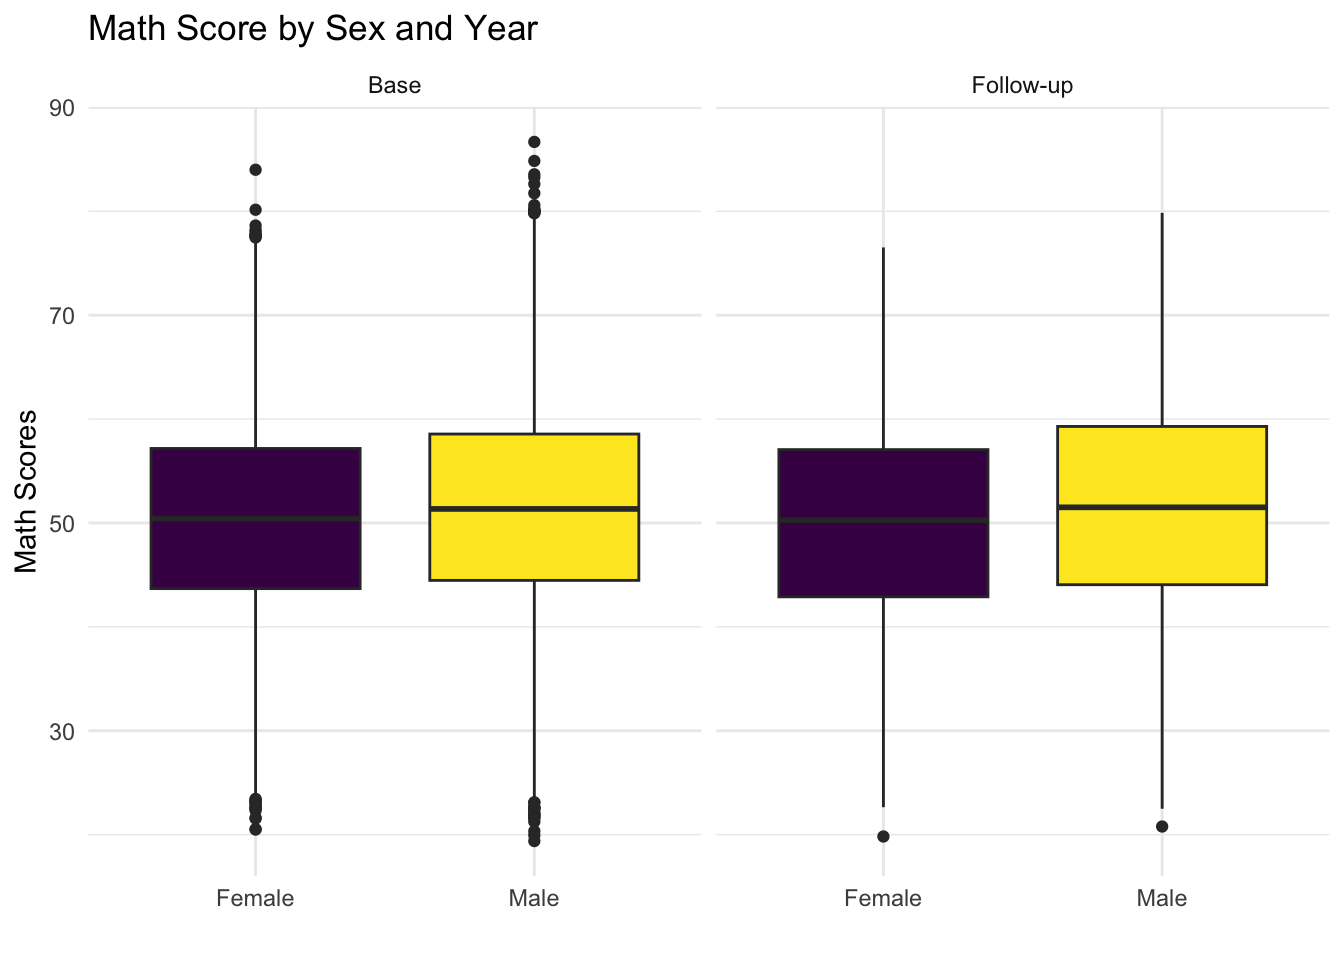 Math Score by Sex and Year
Base
Follow-up
90
70
50
30
Math Scores
Female
Male
Female
Male